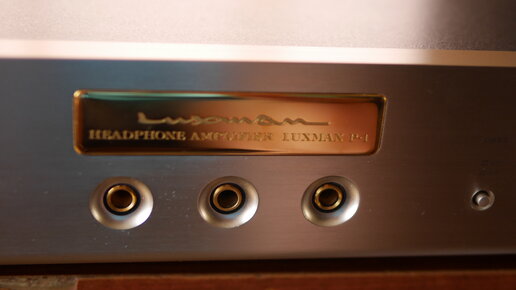 Luxman
HEADPHONE AMPLIFIER LUXMAN P-1